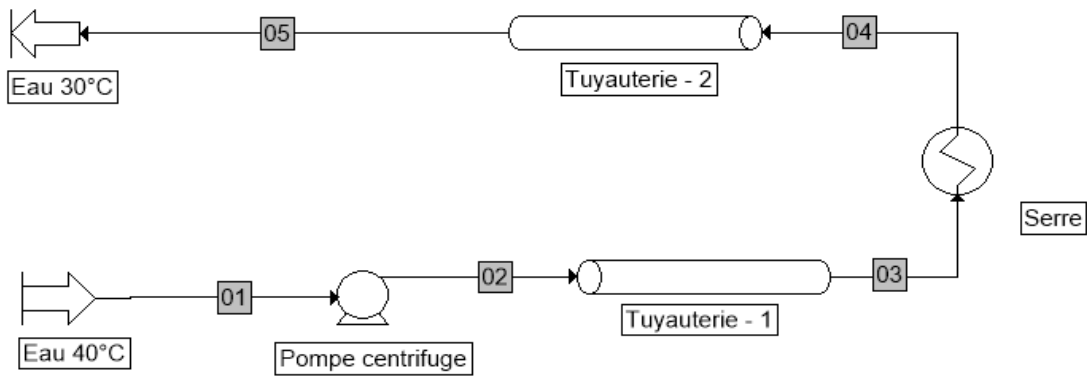 05
04
Eau 30°C
Tuyauterie - 2
Serre
01
02
03
Eau 40°C
Pompe centrifuge
Tuyauterie - 1